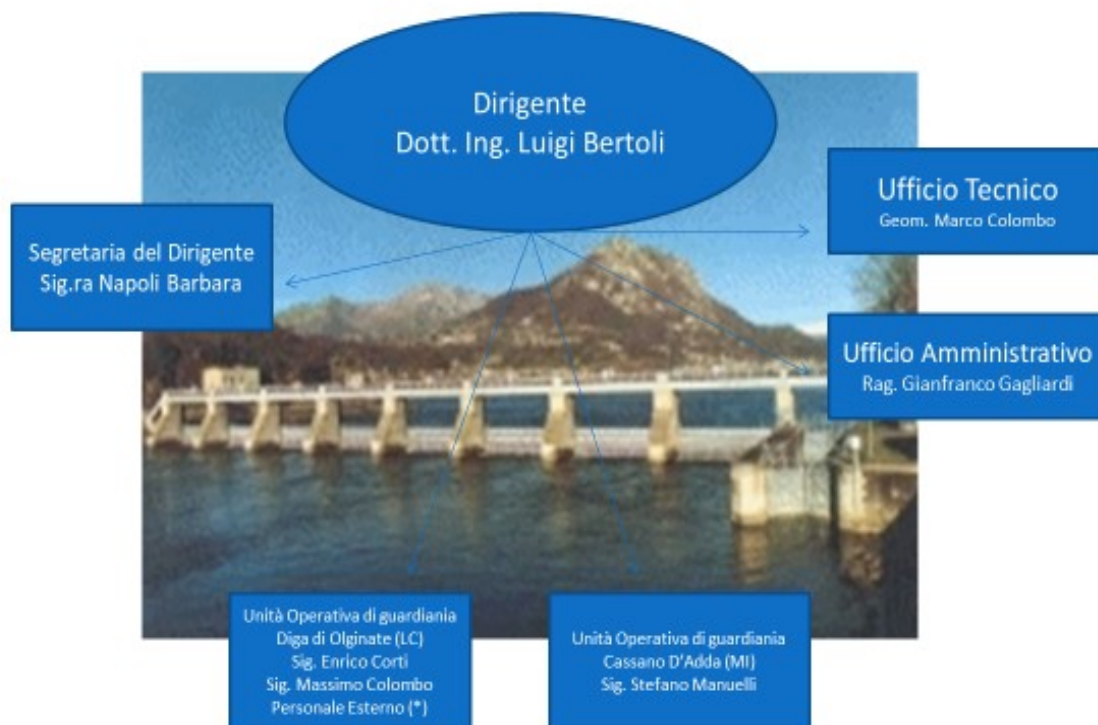 Dirigente
Dott. Ing. Luigi Bertoli
Ufficio Tecnico
Geom. Marco Colombo
Segretaria del Dirigente
Sig.ra Napoli Barbara
Ufficio Amministrativo
Rag. Gianfranco Gagliardi
Unità Operativa di guardiania
Diga di Olginate (LC)
Sig. Enrico Corti
Sig. Massimo Colombo
Personale Esterno (*)
Unità Operativa di guardiania
Cassano D'Adda (MI)
Sig. Stefano Manuelli